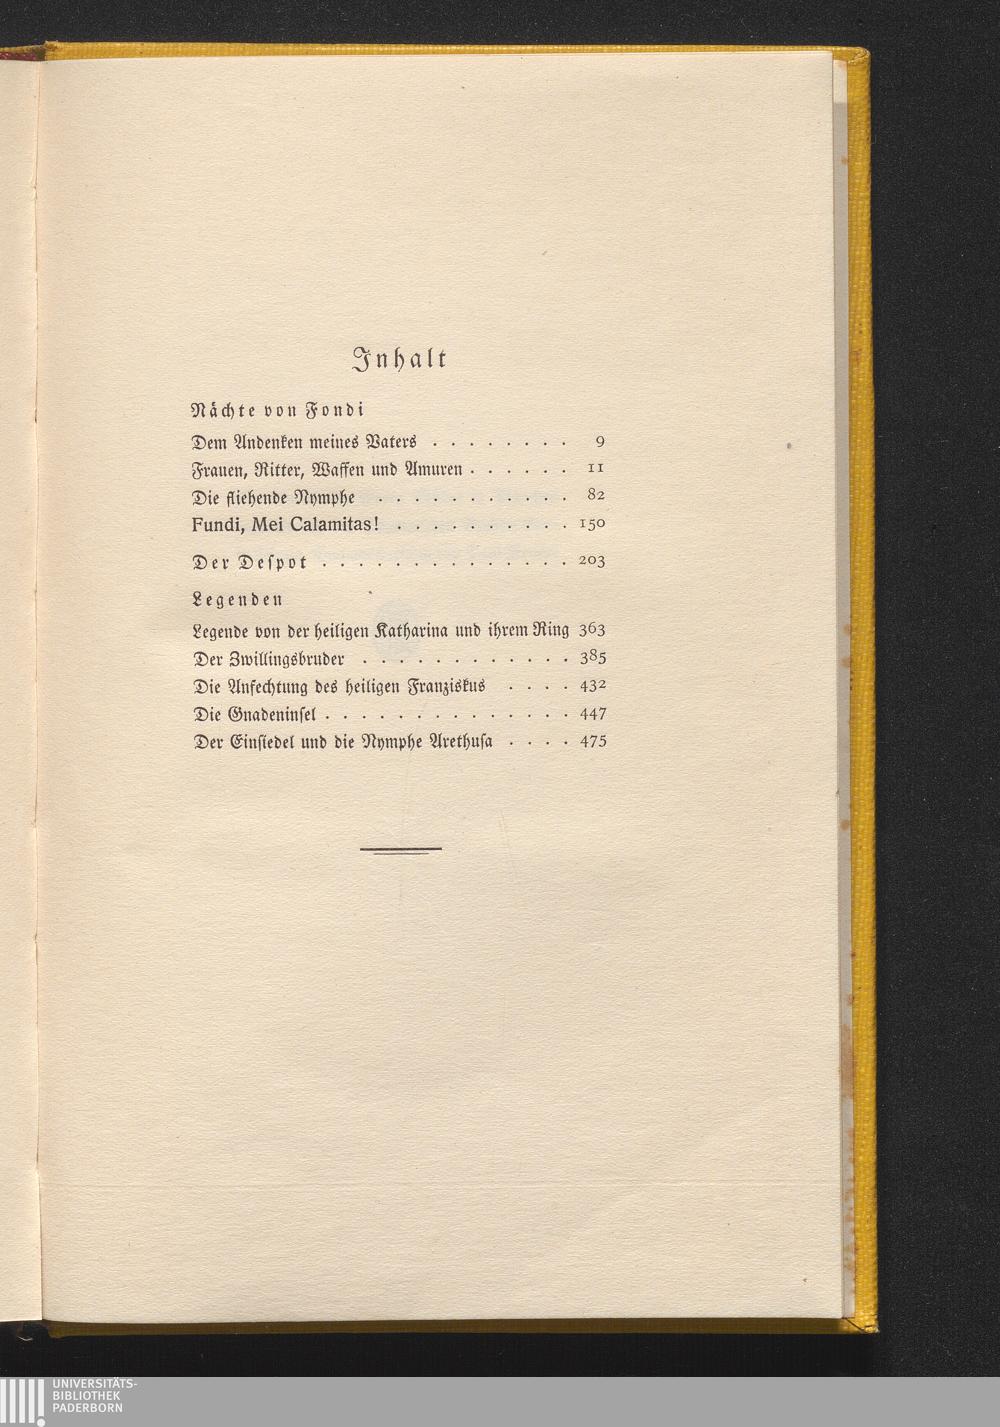 Inhalt
Nächte von Fondi
Dem Andenken meines Vaters . . . . . . . . 9
Frauen, Ritter, Waffen und Amuren . . . . . . 11
Die fliehende Nymphe . . . . . . . . . . . 82
Fundi, Mei Calamitas! . . . . . . . . . . 150
Der Despot . . . . . . . . . . . . . . 203
Legenden
Legende von der heiligen Katharina und ihrem Ring 363
Der Zwillingsbruder . . . . . . . . . . . . 385
Die Anfechtung des heiligen Franziskus . . . . 432
Die Gnadeninsel . . . . . . . . . . . . . . 447
Der Einsiedel und die Nymphe Arethusa . . . . 475
UNIVERSITÄTS-
BIBLIOTHEK
PADERBORN